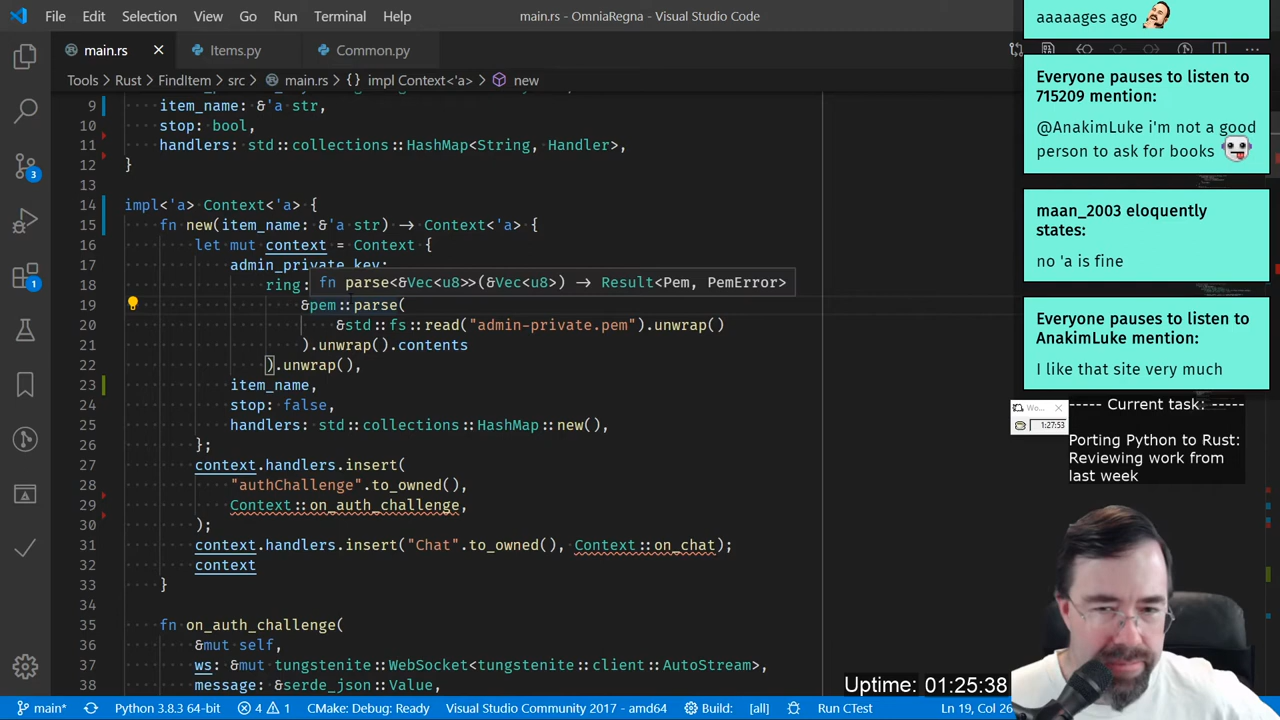 File Edit Selection View Go Run Terminal Help main.rs - OmniaRegna - Visual Studio Code
main.rs Items.py Common.py
Tools Rust FindItem src main.rs {} impl Context<'a> new
9 item_name: &'a str,
10 stop: bool,
11 handlers: std::collections::HashMap<String, Handler>,
12 }
13
14 impl<'a> Context<'a> {
15 fn new(item_name: &'a str) -> Context<'a> {
16 let mut context = Context {
17 admin_private_key:
18 ring:
fn parse<&Vec<u8>>(&Vec<u8>) -> Result<Pem, PemError>
19 &pem::parse(
20 &std::fs::read("admin-private.pem").unwrap()
21 ).unwrap().contents
22 ).unwrap(),
23 item_name,
24 stop: false,
25 handlers: std::collections::HashMap::new(),
26 };
27 context.handlers.insert(
28 "authChallenge".to_owned(),
29 Context::on_auth_challenge,
30 );
31 context.handlers.insert("Chat".to_owned(), Context::on_chat);
32 context
33 }
34
35 fn on_auth_challenge(
36 &mut self,
37 ws: &mut tungstenite::WebSocket<tungstenite::client::AutoStream>,
38 message: &serde_json::Value,
aaaaages ago
Everyone pauses to listen to
715209 mention:
@AnakimLuke i'm not a good
person to ask for books
maan_2003 eloquently
states:
no 'a is fine
Everyone pauses to listen to
AnakimLuke mention:
I like that site very much
Wo...
1:27:53
----- Current task: -----
Porting Python to Rust:
Reviewing work from
last week
3
1
Uptime: 01:25:38
main* Python 3.8.3 64-bit 4 1 CMake: Debug: Ready Visual Studio Community 2017 - amd64 Build: [all] Run CTest Ln 19, Col 26